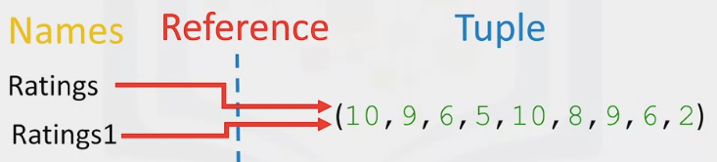 Names Reference Tuple
Ratings
(10,9,6,5,10,8,9,6,2)
Ratings1